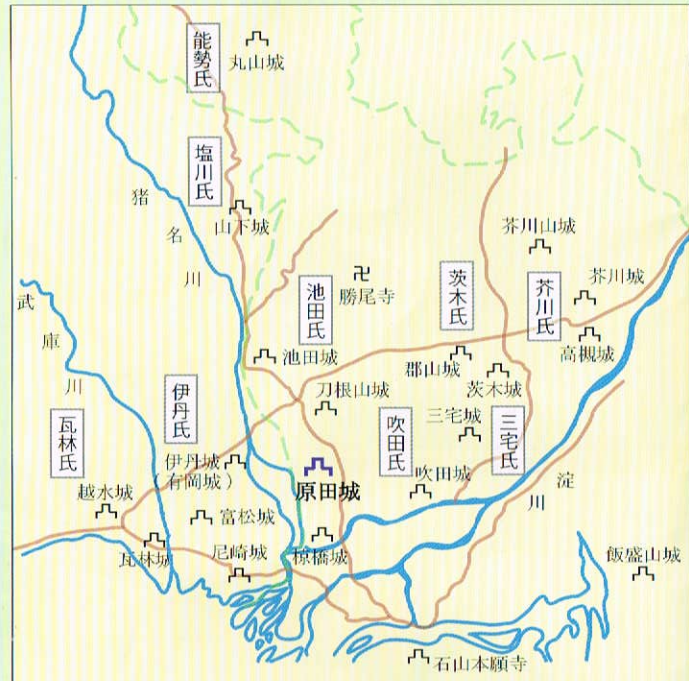 能勢氏
丸山城
塩川氏
山下城
猪名川
芥川山城
勝尾寺
茨木氏
芥川城
芥川氏
武庫川
池田氏
池田城
郡山城
茨木城
高槻城
伊丹氏
刀根山城
三宅城
三宅氏
瓦林氏
吹田氏
伊丹城
(有岡城)
原田城
吹田城
淀川
越水城
富松城
瓦林城
椋橋城
尼崎城
飯盛山城
石山本願寺